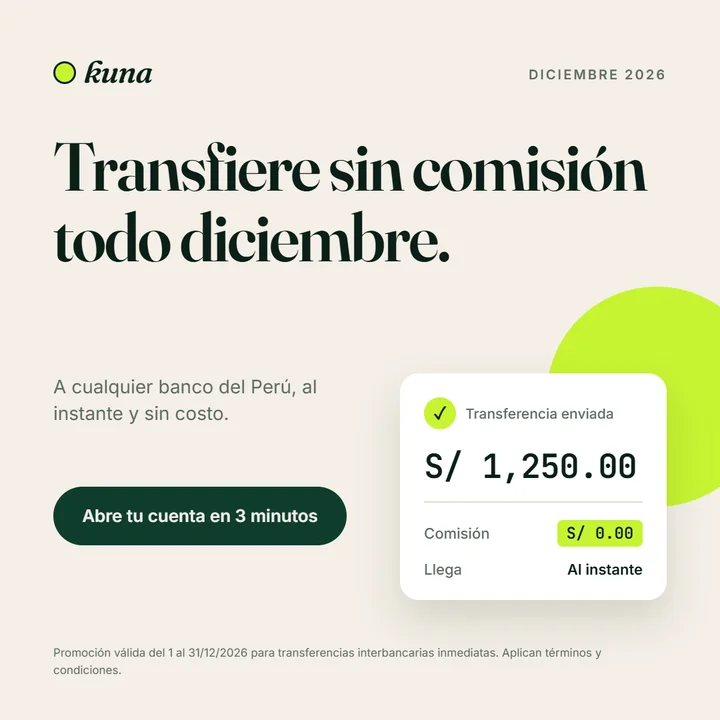 kuna
DICIEMBRE 2026
Transfiere sin comisión
todo diciembre.
A cualquier banco del Perú, al
instante y sin costo.
Abre tu cuenta en 3 minutos
✓ Transferencia enviada
S/ 1,250.00
Comisión S/ 0.00
Llega Al instante
Promoción válida del 1 al 31/12/2026 para transferencias interbancarias inmediatas. Aplican términos y
condiciones.